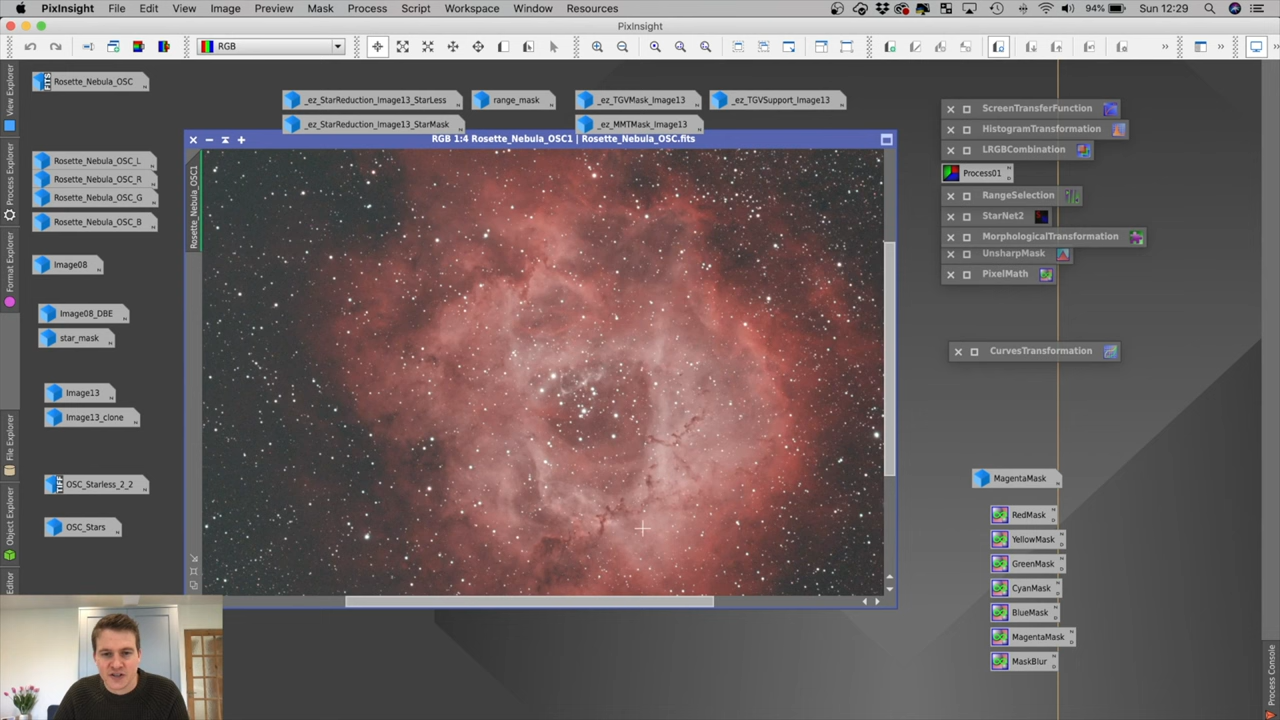 PixInsight File Edit View Image Preview Mask Process Script Workspace Window Resources 94% Sun 12:29
PixInsight
RGB
View Explorer
Process Explorer
Format Explorer
File Explorer
Object Explorer
Editor
Rosette_Nebula_OSC
FITS
Rosette_Nebula_OSC_L
Rosette_Nebula_OSC_R
Rosette_Nebula_OSC_G
Rosette_Nebula_OSC_B
Image08
Image08_DBE
star_mask
Image13
Image13_clone
OSC_Starless_2_2
TIFF
OSC_Stars
_ez_StarReduction_Image13_StarLess
range_mask
_ez_TGVMask_Image13
_ez_TGVSupport_Image13
_ez_StarReduction_Image13_StarMask
_ez_MMTMask_Image13
RGB 1:4 Rosette_Nebula_OSC1 | Rosette_Nebula_OSC.fits
Rosette_Nebula_OSC1
ScreenTransferFunction
HistogramTransformation
LRGBCombination
Process01
RangeSelection
StarNet2
MorphologicalTransformation
UnsharpMask
PixelMath
CurvesTransformation
MagentaMask
RedMask
YellowMask
GreenMask
CyanMask
BlueMask
MagentaMask
MaskBlur
Process Console